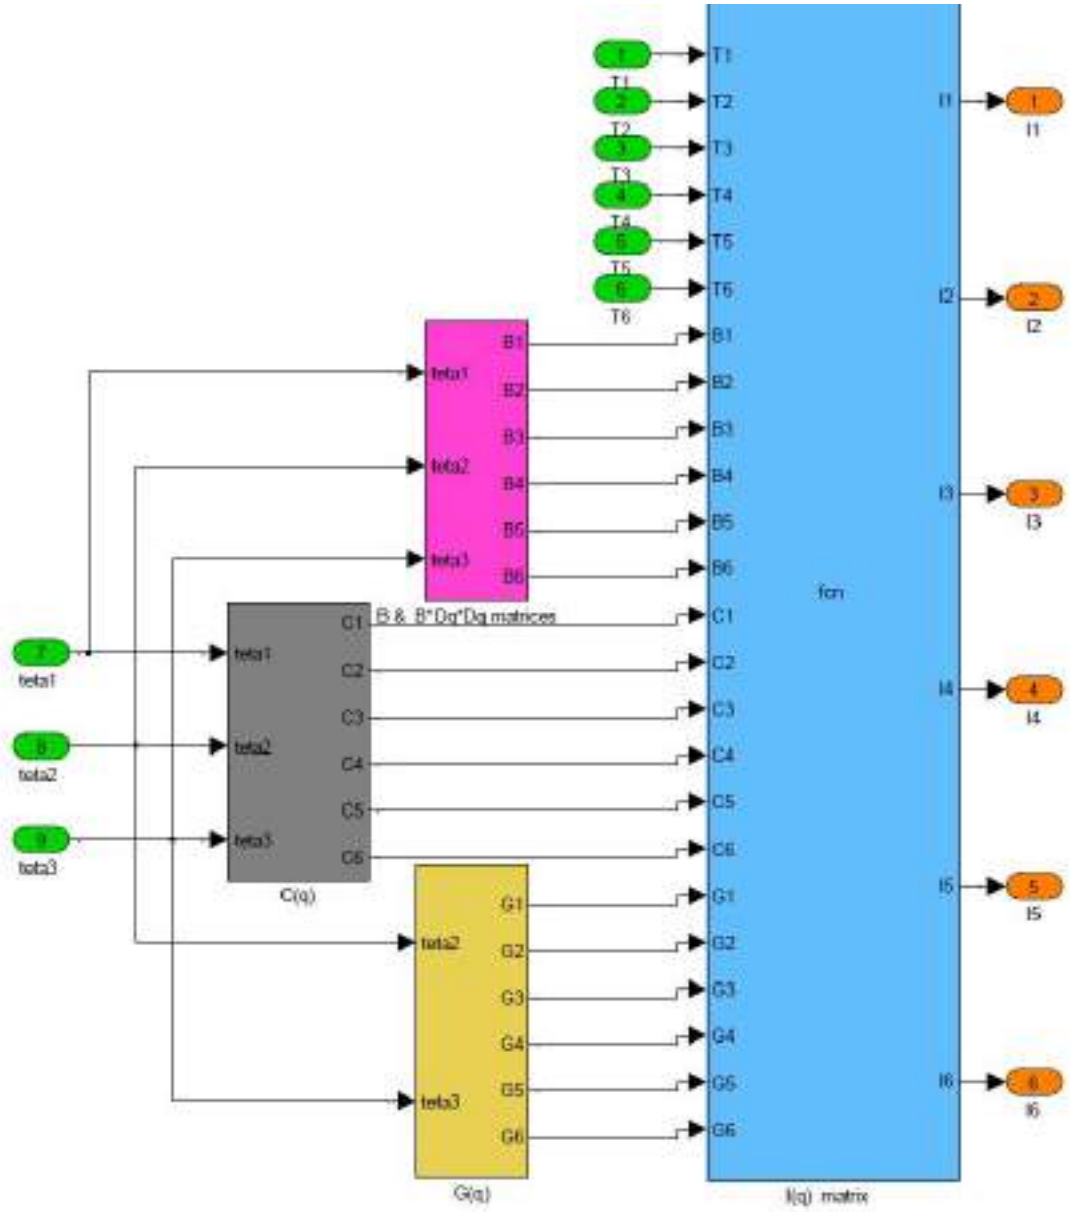 1
T1
T1
2
T2
T2
3
T3
T3
4
T4
T4
5
T5
T5
6
T6
T6
I1
1
I1
I2
2
I2
I3
3
I3
I4
4
I4
I5
5
I5
I6
6
I6
teta1
teta2
teta3
B1
B2
B3
B4
B5
B6
B & B*Dq*Dq matrices
B1
B2
B3
B4
B5
B6
fcn
7
teta1
8
teta2
9
teta3
teta1
teta2
teta3
C1
C2
C3
C4
C5
C6
C(q)
C1
C2
C3
C4
C5
C6
teta2
teta3
G1
G2
G3
G4
G5
G6
G(q)
G1
G2
G3
G4
G5
G6
I(q) matrix